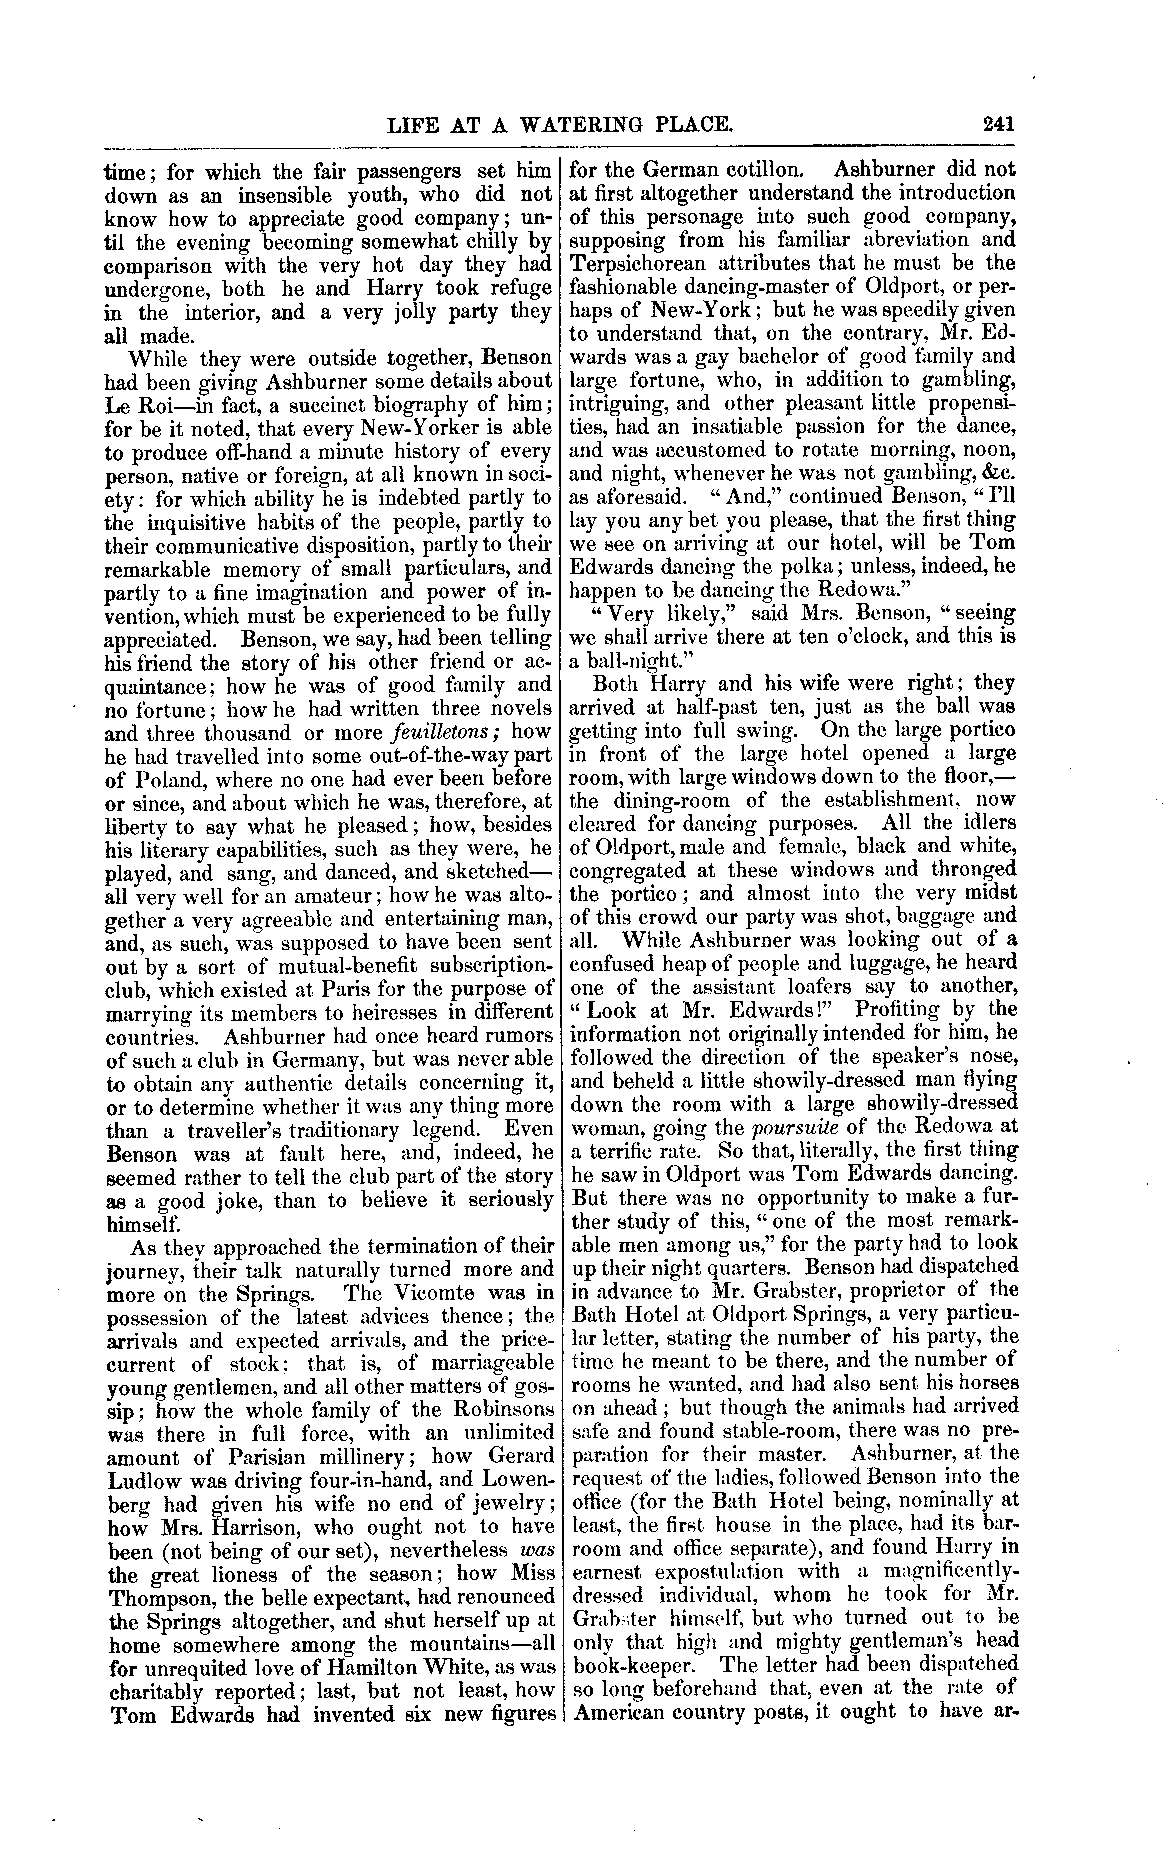 LIFE AT A WATERING PLACE. 241
time; for which the fair passengers set him
down as an insensible youth, who did not
know how to appreciate good company; un-
til the evening becoming somewhat chilly by
comparison with the very hot day they had
undergone, both he and Harry took refuge
in the interior, and a very jolly party they
all made.
While they were outside together, Benson
had been giving Ashburner some details about
Le Roi—in fact, a succinct biography of him;
for be it noted, that every New-Yorker is able
to produce off-hand a minute history of every
person, native or foreign, at all known in soci-
ety: for which ability he is indebted partly to
the inquisitive habits of the people, partly to
their communicative disposition, partly to their
remarkable memory of small particulars, and
partly to a fine imagination and power of in-
vention, which must be experienced to be fully
appreciated. Benson, we say, had been telling
his friend the story of his other friend or ac-
quaintance; how he was of good family and
no fortune; how he had written three novels
and three thousand or more feuilletons; how
he had travelled into some out-of-the-way part
of Poland, where no one had ever been before
or since, and about which he was, therefore, at
liberty to say what he pleased; how, besides
his literary capabilities, such as they were, he
played, and sang, and danced, and sketched—
all very well for an amateur; how he was alto-
gether a very agreeable and entertaining man,
and, as such, was supposed to have been sent
out by a sort of mutual-benefit subscription-
club, which existed at Paris for the purpose of
marrying its members to heiresses in different
countries. Ashburner had once heard rumors
of such a club in Germany, but was never able
to obtain any authentic details concerning it,
or to determine whether it was any thing more
than a traveller's traditionary legend. Even
Benson was at fault here, and, indeed, he
seemed rather to tell the club part of the story
as a good joke, than to believe it seriously
himself.
As they approached the termination of their
journey, their talk naturally turned more and
more on the Springs. The Vicomte was in
possession of the latest advices thence; the
arrivals and expected arrivals, and the price-
current of stock: that is, of marriageable
young gentlemen, and all other matters of gos-
sip; how the whole family of the Robinsons
was there in full force, with an unlimited
amount of Parisian millinery; how Gerard
Ludlow was driving four-in-hand, and Lowen-
berg had given his wife no end of jewelry;
how Mrs. Harrison, who ought not to have
been (not being of our set), nevertheless was
the great lioness of the season; how Miss
Thompson, the belle expectant, had renounced
the Springs altogether, and shut herself up at
home somewhere among the mountains—all
for unrequited love of Hamilton White, as was
charitably reported; last, but not least, how
Tom Edwards had invented six new figures
for the German cotillon. Ashburner did not
at first altogether understand the introduction
of this personage into such good company,
supposing from his familiar abreviation and
Terpsichorean attributes that he must be the
fashionable dancing-master of Oldport, or per-
haps of New-York; but he was speedily given
to understand that, on the contrary, Mr. Ed-
wards was a gay bachelor of good family and
large fortune, who, in addition to gambling,
intriguing, and other pleasant little propensi-
ties, had an insatiable passion for the dance,
and was accustomed to rotate morning, noon,
and night, whenever he was not gambling, &c.
as aforesaid. "And," continued Benson, "I'll
lay you any bet you please, that the first thing
we see on arriving at our hotel, will be Tom
Edwards dancing the polka; unless, indeed, he
happen to be dancing the Redowa."
"Very likely," said Mrs. Benson, "seeing
we shall arrive there at ten o'clock, and this is
a ball-night."
Both Harry and his wife were right; they
arrived at half-past ten, just as the ball was
getting into full swing. On the large portico
in front of the large hotel opened a large
room, with large windows down to the floor,—
the dining-room of the establishment, now
cleared for dancing purposes. All the idlers
of Oldport, male and female, black and white,
congregated at these windows and thronged
the portico; and almost into the very midst
of this crowd our party was shot, baggage and
all. While Ashburner was looking out of a
confused heap of people and luggage, he heard
one of the assistant loafers say to another,
"Look at Mr. Edwards!" Profiting by the
information not originally intended for him, he
followed the direction of the speaker's nose,
and beheld a little showily-dressed man flying
down the room with a large showily-dressed
woman, going the poursuite of the Redowa at
a terrific rate. So that, literally, the first thing
he saw in Oldport was Tom Edwards dancing.
But there was no opportunity to make a fur-
ther study of this, "one of the most remark-
able men among us," for the party had to look
up their night quarters. Benson had dispatched
in advance to Mr. Grabster, proprietor of the
Bath Hotel at Oldport Springs, a very particu-
lar letter, stating the number of his party, the
time he meant to be there, and the number of
rooms he wanted, and had also sent his horses
on ahead; but though the animals had arrived
safe and found stable-room, there was no pre-
paration for their master. Ashburner, at the
request of the ladies, followed Benson into the
office (for the Bath Hotel being, nominally at
least, the first house in the place, had its bar-
room and office separate), and found Harry in
earnest expostulation with a magnificently-
dressed individual, whom he took for Mr.
Grabster himself, but who turned out to be
only that high and mighty gentleman's head
book-keeper. The letter had been dispatched
so long beforehand that, even at the rate of
American country posts, it ought to have ar-